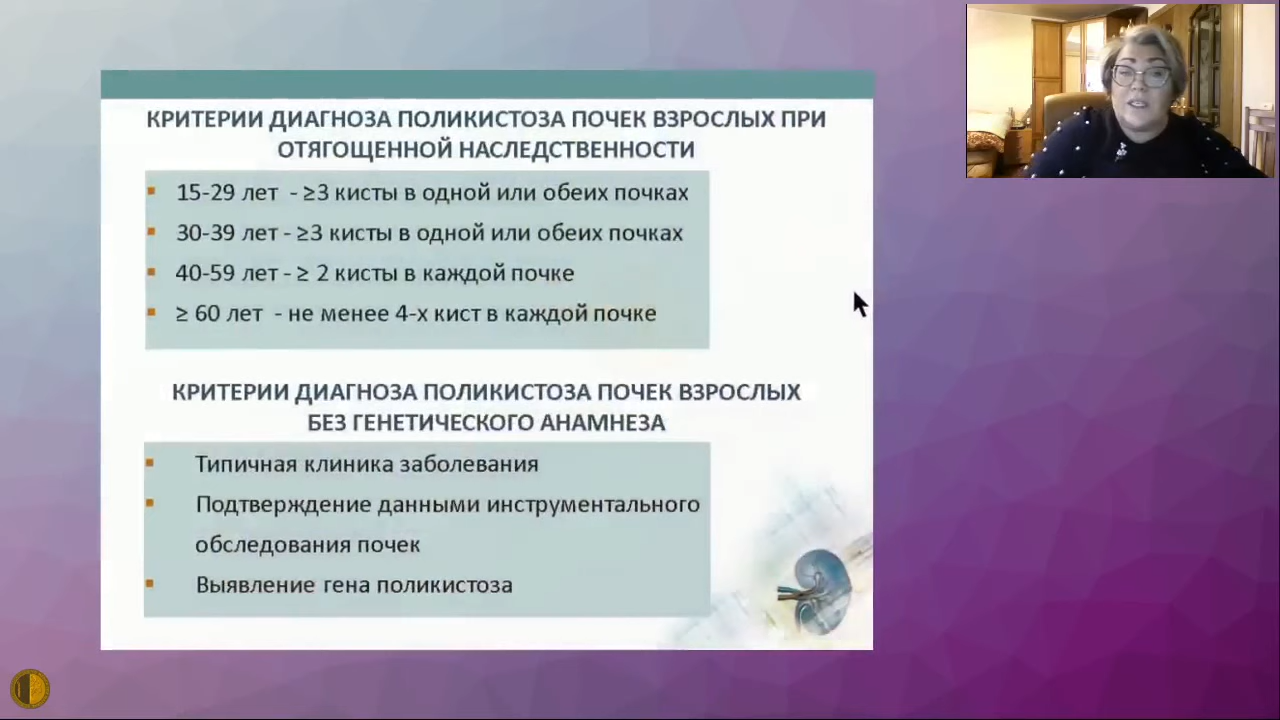 КРИТЕРИИ ДИАГНОЗА ПОЛИКИСТОЗА ПОЧЕК ВЗРОСЛЫХ ПРИ
ОТЯГОЩЕННОЙ НАСЛЕДСТВЕННОСТИ
15-29 лет - ≥3 кисты в одной или обеих почках
30-39 лет - ≥3 кисты в одной или обеих почках
40-59 лет - ≥ 2 кисты в каждой почке
≥ 60 лет - не менее 4-х кист в каждой почке
КРИТЕРИИ ДИАГНОЗА ПОЛИКИСТОЗА ПОЧЕК ВЗРОСЛЫХ
БЕЗ ГЕНЕТИЧЕСКОГО АНАМНЕЗА
Типичная клиника заболевания
Подтверждение данными инструментального
обследования почек
Выявление гена поликистоза